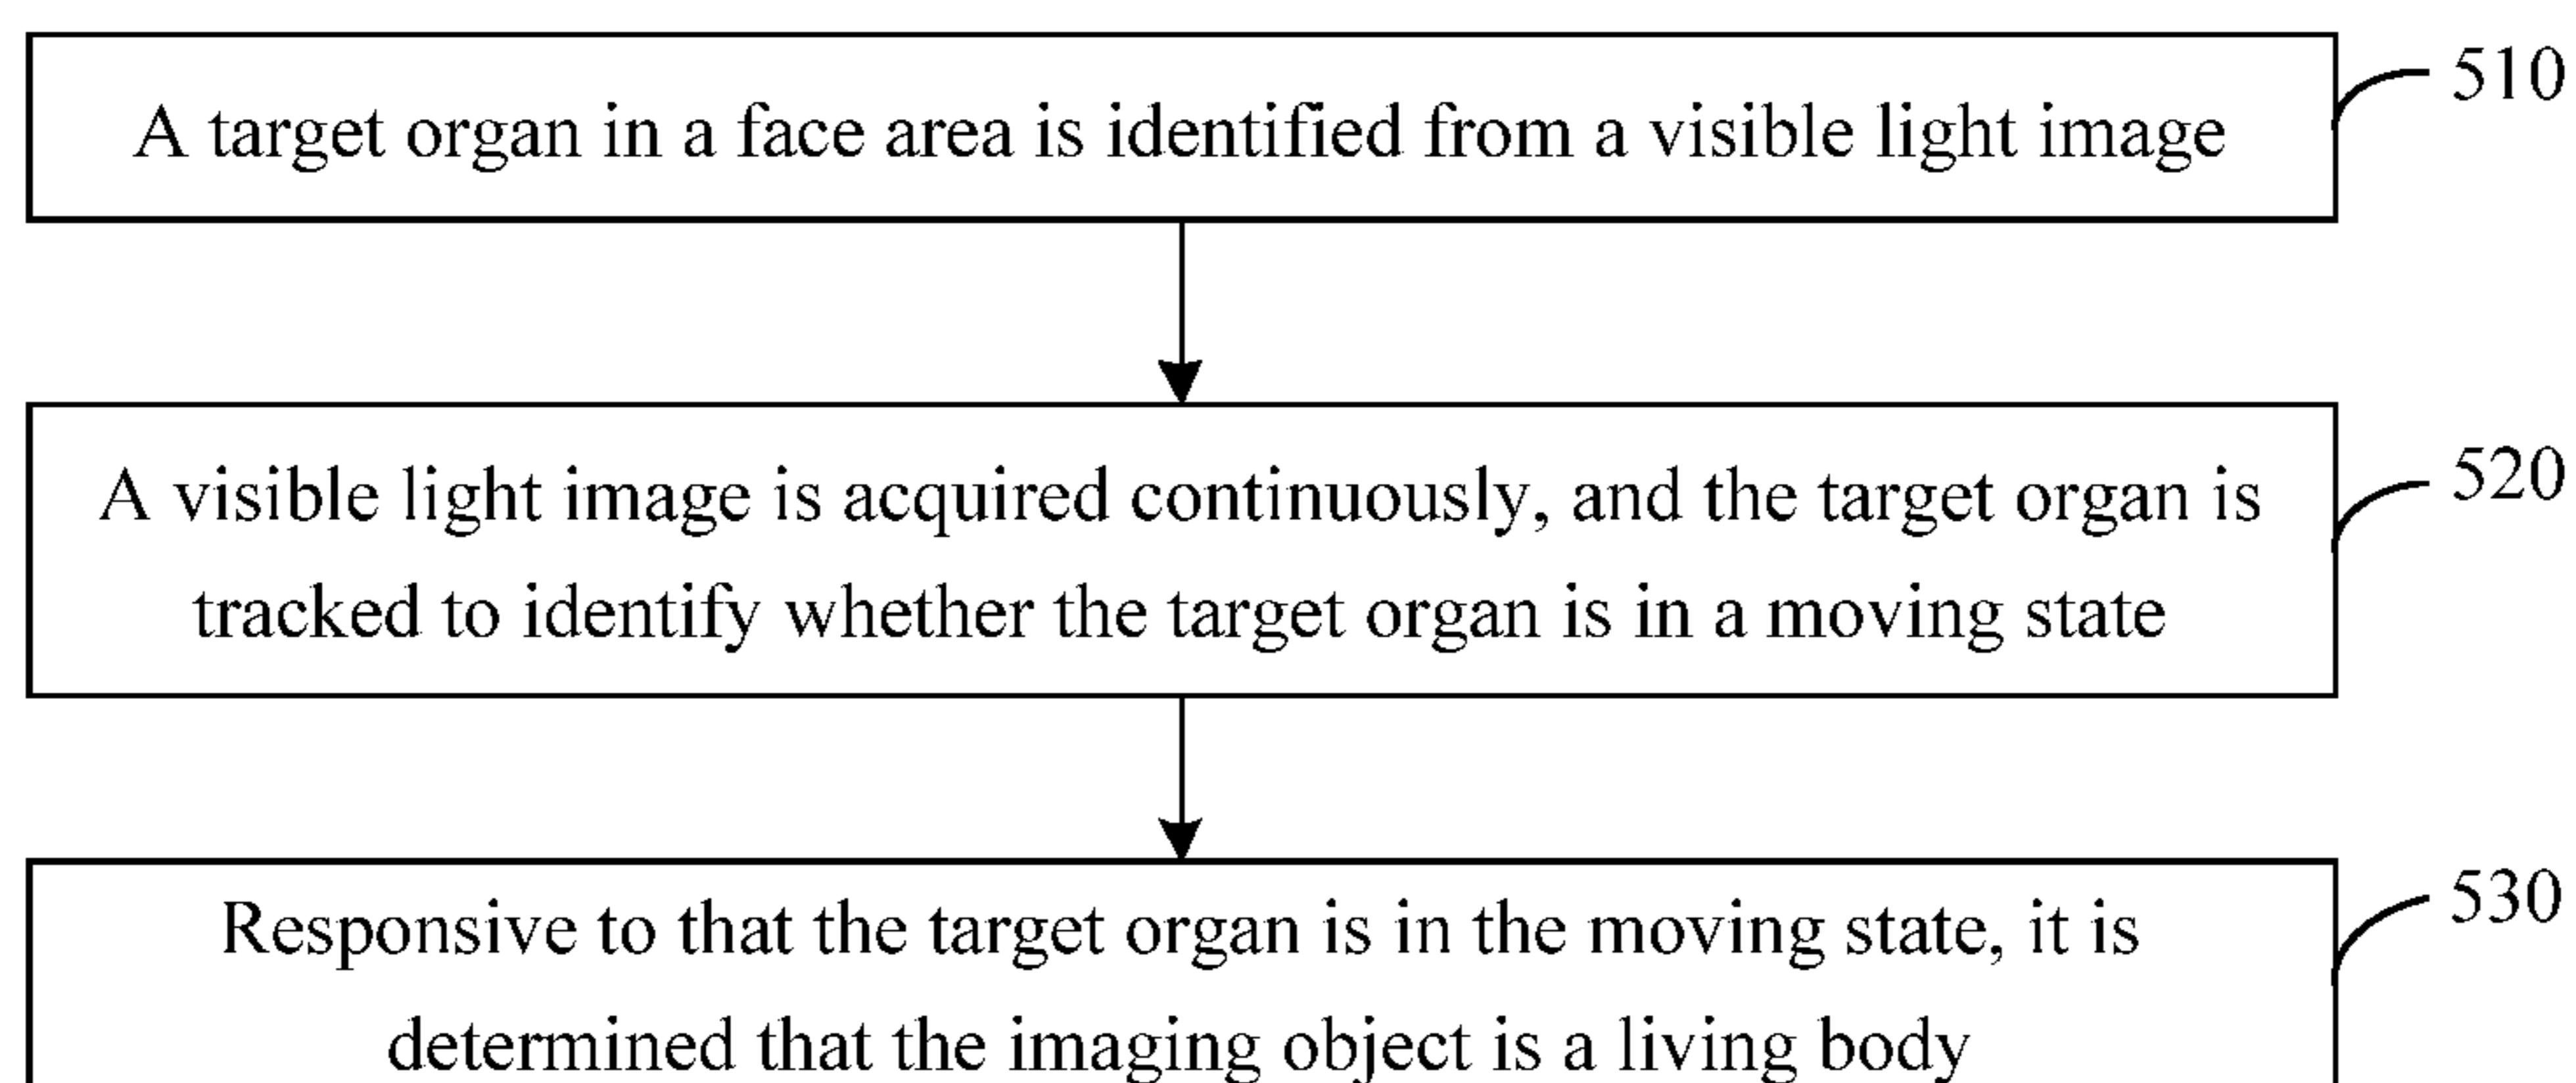 A target organ in a face area is identified from a visible light image
510
A visible light image is acquired continuously, and the target organ is
tracked to identify whether the target organ is in a moving state
520
Responsive to that the target organ is in the moving state, it is
determined that the imaging object is a living body
530